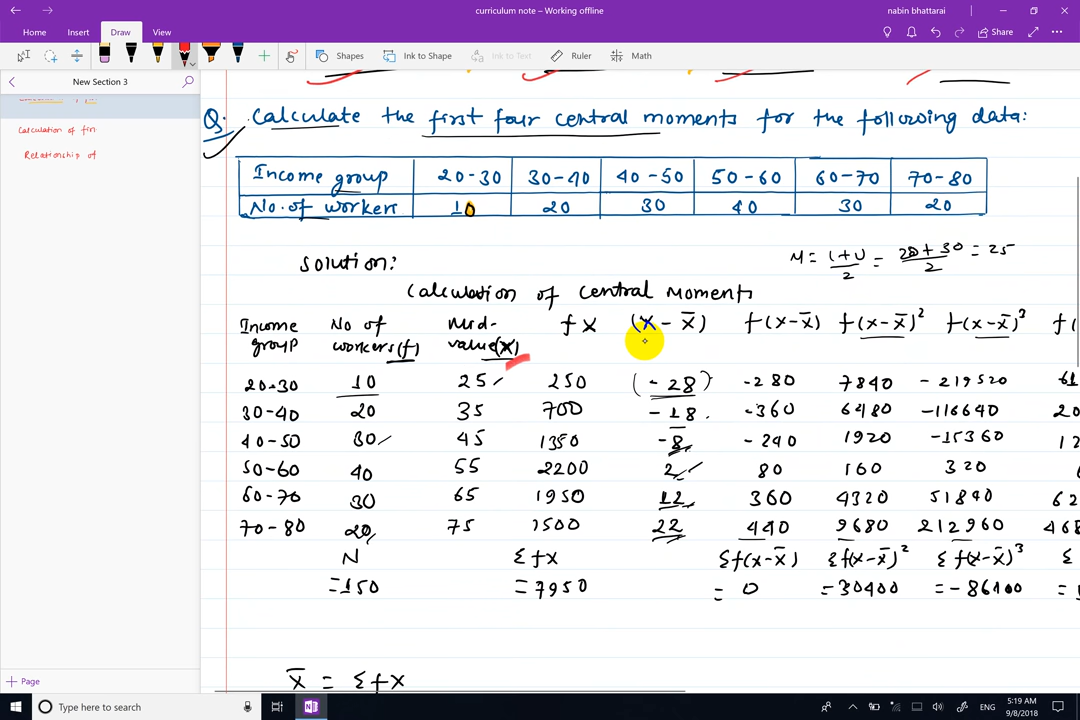 curriculum note - Working offline
nabin bhattarai
Home Insert Draw View
Share
Shapes Ink to Shape Ink to Text Ruler Math
New Section 3
Calculation of fin
Relationship of
Q. Calculate the first four central moments for the following data:
Income group 20-30 30-40 40-50 50-60 60-70 70-80
No. of workers 10 20 30 40 30 20
Solution:
M = (l+U)/2 = (20+30)/2 = 25
Calculation of Central Moments
Income group No of workers (f) Mid-value (x) fx (x - x̄) f(x-x̄) f(x-x̄)² f(x-x̄)³ f(
20-30 10 25 250 (-28) -280 7840 -219520 61
30-40 20 35 700 -18 -360 6480 -116640 20
40-50 30 45 1350 -8 -240 1920 -15360 12
50-60 40 55 2200 2 80 160 320
60-70 30 65 1950 12 360 4320 51840 62
70-80 20 75 1500 22 440 9680 212960 468
N Σfx Σf(x-x̄) Σf(x-x̄)² Σf(x-x̄)³ Σ
=150 =7950 = 0 =30400 =-86400 =
x̄ = Σfx
+ Page
Type here to search
ENG
5:19 AM
9/8/2018